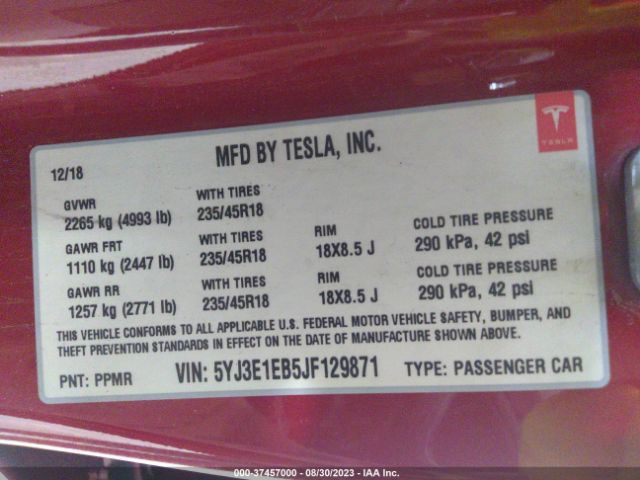 12/18
MFD BY TESLA, INC.
TESLA
GVWR
2265 kg (4993 lb)
WITH TIRES
235/45R18
GAWR FRT
1110 kg (2447 lb)
WITH TIRES
235/45R18
RIM
18X8.5 J
COLD TIRE PRESSURE
290 kPa, 42 psi
GAWR RR
1257 kg (2771 lb)
WITH TIRES
235/45R18
RIM
18X8.5 J
COLD TIRE PRESSURE
290 kPa, 42 psi
THIS VEHICLE CONFORMS TO ALL APPLICABLE U.S. FEDERAL MOTOR VEHICLE SAFETY, BUMPER, AND
THEFT PREVENTION STANDARDS IN EFFECT ON THE DATE OF MANUFACTURE SHOWN ABOVE.
PNT: PPMR VIN: 5YJ3E1EB5JF129871 TYPE: PASSENGER CAR
000-37457000 - 08/30/2023 - IAA Inc.